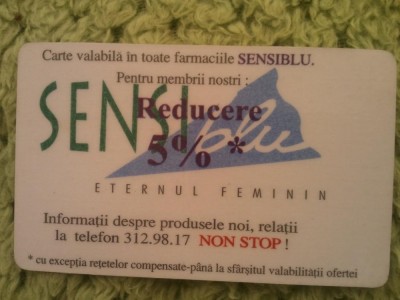 Carte valabilă în toate farmaciile SENSIBLU.
Pentru membrii nostri :
SENSI blu
Reducere
5% *
ETERNUL FEMININ
Informații despre produsele noi, relații
la telefon 312.98.17 NON STOP !
* cu excepția rețetelor compensate-până la sfârșitul valabilității ofertei